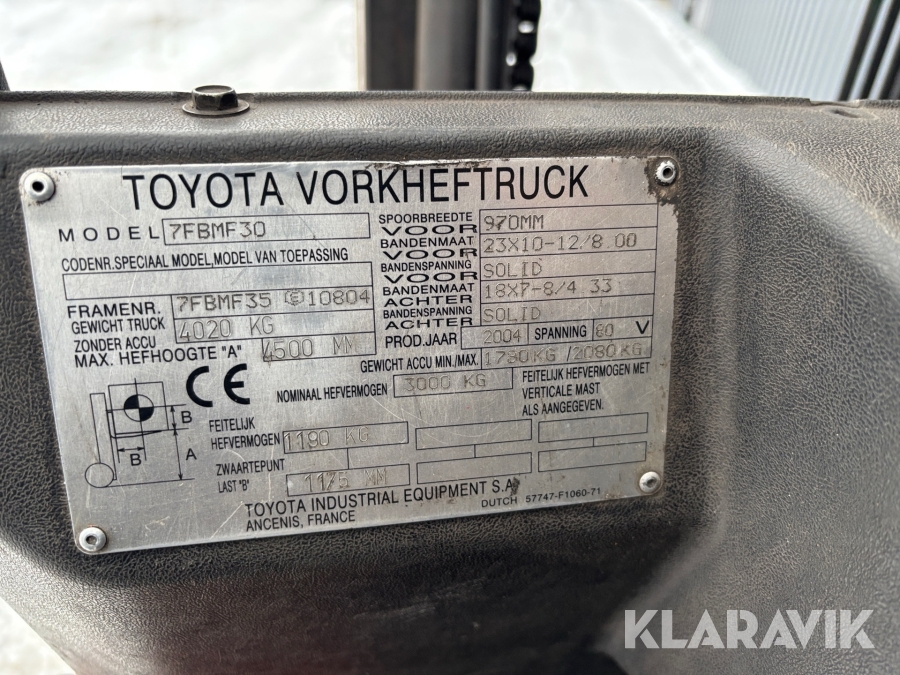 TOYOTA VORKHEFTRUCK
MODEL 7FBMF30
CODENR.SPECIAAL MODEL,MODEL VAN TOEPASSING
FRAMENR. 7FBMF35 10804
GEWICHT TRUCK
ZONDER ACCU 4020 KG
MAX. HEFHOOGTE "A" 4500 MM
SPOORBREEDTE
VOOR 970MM
BANDENMAAT
VOOR 23X10-12/8.00
BANDENSPANNING
VOOR SOLID
BANDENMAAT
ACHTER 18X7-8/4 33
BANDENSPANNING
ACHTER SOLID
PROD.JAAR 2004 SPANNING 80 V
GEWICHT ACCU MIN./MAX. 1780KG /2080KG
CE
NOMINAAL HEFVERMOGEN 3000 KG
FEITELIJK HEFVERMOGEN MET
VERTICALE MAST
ALS AANGEGEVEN.
B
B
A
FEITELIJK
HEFVERMOGEN 1190 KG
ZWAARTEPUNT
LAST "B" 1175 MM
TOYOTA INDUSTRIAL EQUIPMENT S.A
ANCENIS, FRANCE
DUTCH 57747-F1060-71
KLARAVIK